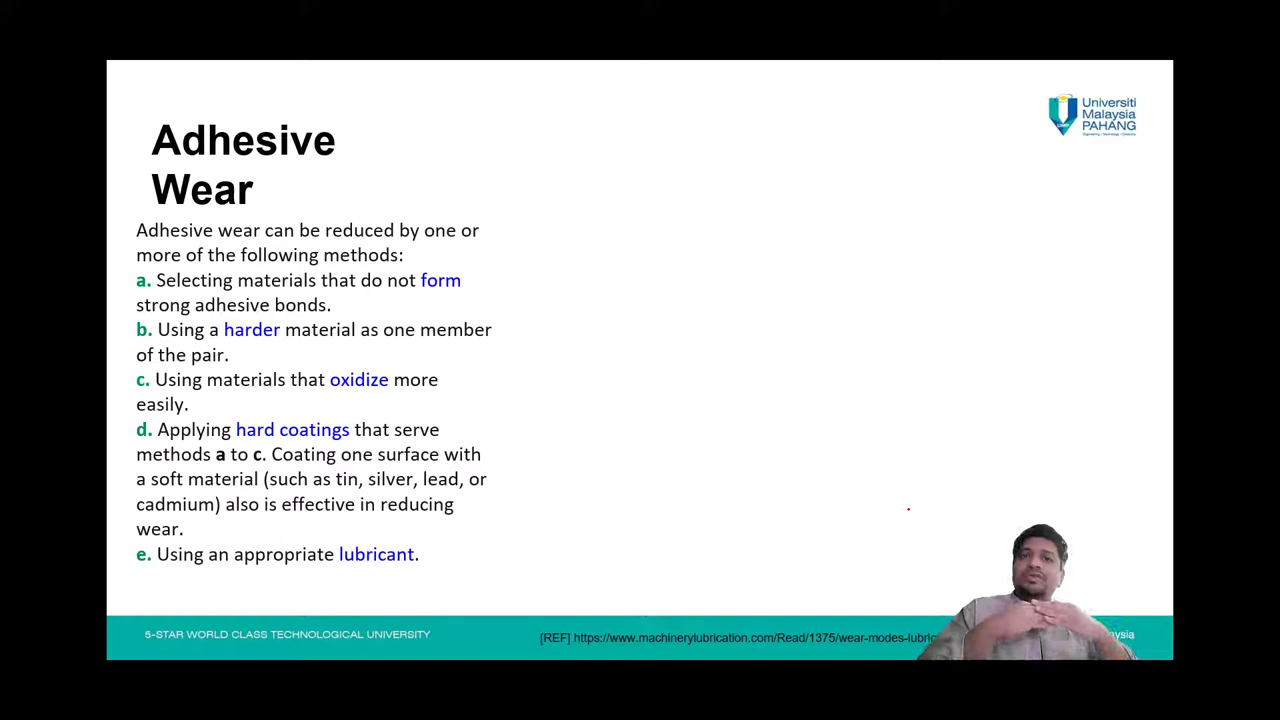 Universiti
Malaysia
PAHANG
Adhesive
Wear
Adhesive wear can be reduced by one or
more of the following methods:
a. Selecting materials that do not form
strong adhesive bonds.
b. Using a harder material as one member
of the pair.
c. Using materials that oxidize more
easily.
d. Applying hard coatings that serve
methods a to c. Coating one surface with
a soft material (such as tin, silver, lead, or
cadmium) also is effective in reducing
wear.
e. Using an appropriate lubricant.
5-STAR WORLD CLASS TECHNOLOGICAL UNIVERSITY
[REF] https://www.machinerylubrication.com/Read/1375/wear-modes-lubric